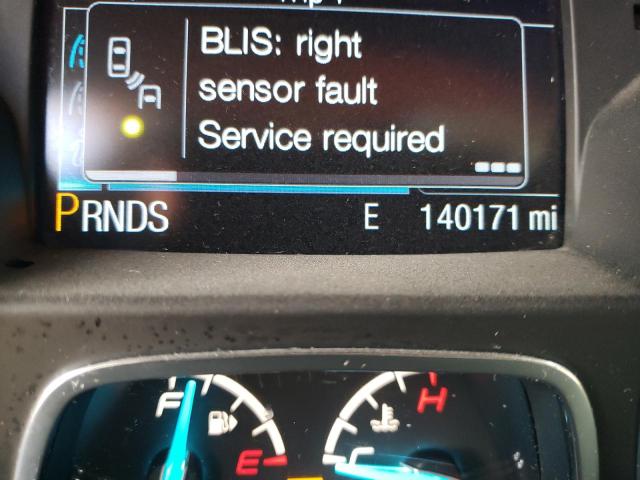 BLIS: right
sensor fault
Service required
PRNDS E 140171 mi
F E C H